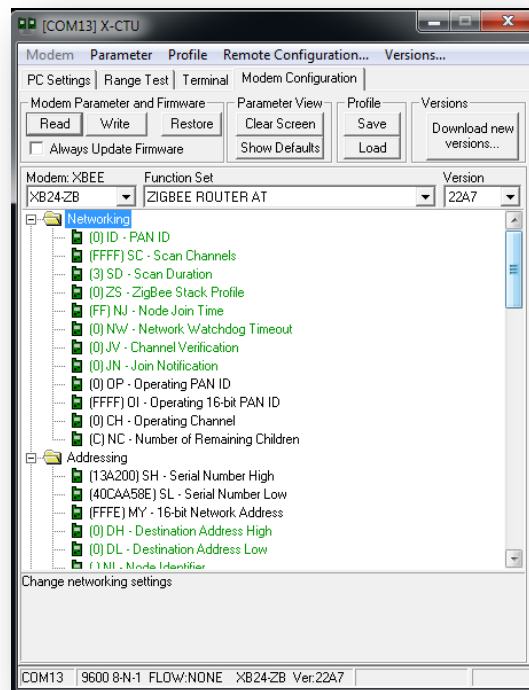 [COM13] X-CTU
Modem Parameter Profile Remote Configuration... Versions...
PC Settings Range Test Terminal Modem Configuration
Modem Parameter and Firmware Parameter View Profile Versions
Read Write Restore Clear Screen Save Download new versions...
Always Update Firmware Show Defaults Load
Modem: XBEE Function Set Version
XB24-ZB ZIGBEE ROUTER AT 22A7
Networking
(0) ID - PAN ID
(FFFF) SC - Scan Channels
(3) SD - Scan Duration
(0) ZS - ZigBee Stack Profile
(FF) NJ - Node Join Time
(0) NW - Network Watchdog Timeout
(0) JV - Channel Verification
(0) JN - Join Notification
(0) OP - Operating PAN ID
(FFFF) OI - Operating 16-bit PAN ID
(0) CH - Operating Channel
(C) NC - Number of Remaining Children
Addressing
(13A200) SH - Serial Number High
(40CAA58E) SL - Serial Number Low
(FFFE) MY - 16-bit Network Address
(0) DH - Destination Address High
(0) DL - Destination Address Low
( ) NI - Node Identifier
Change networking settings
COM13 9600 8-N-1 FLOW:NONE XB24-ZB Ver:22A7